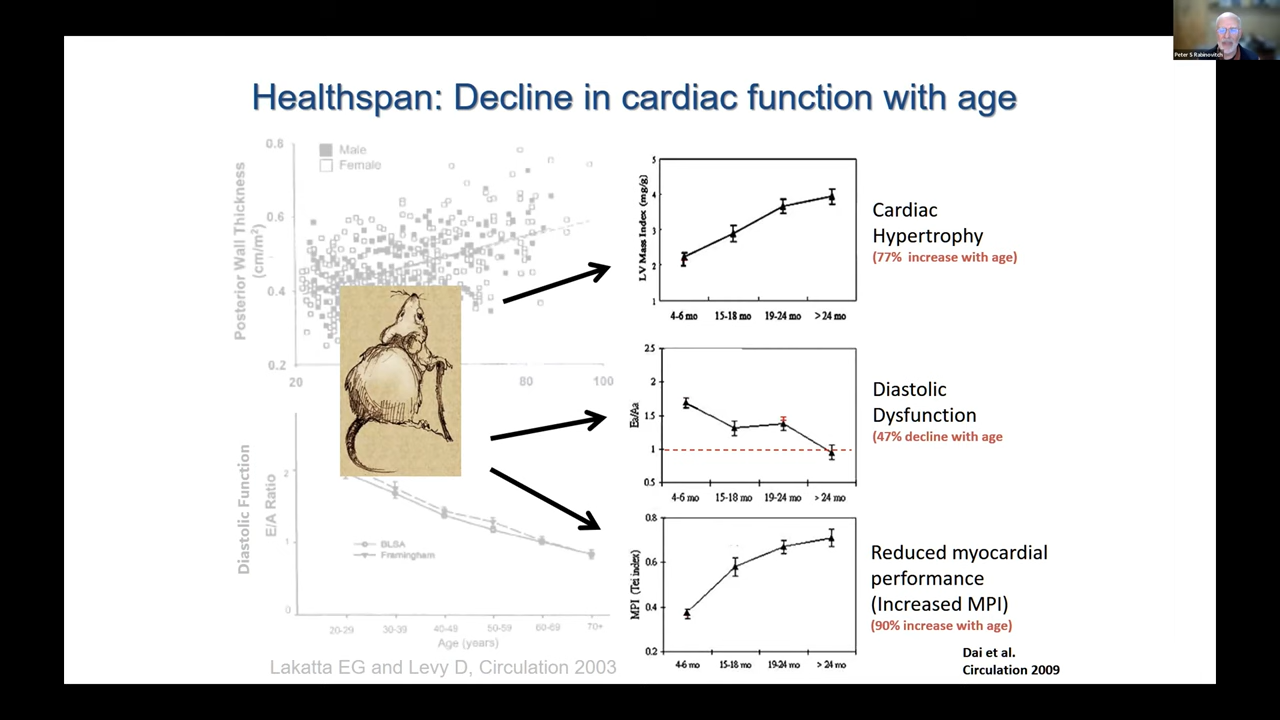 Peter S Rabinovitch
Healthspan: Decline in cardiac function with age
Posterior Wall Thickness
(cm/m²)
0.8
0.6
0.4
0.2
Male
Female
20
80
100
Diastolic Function
E/A Ratio
2
1
0
BLSA
Framingham
20-29
30-39
40-49
50-59
60-69
70+
Age (years)
Lakatta EG and Levy D, Circulation 2003
LV Mass Index (mg/g)
5
4
3
2
1
4-6 mo
15-18 mo
19-24 mo
> 24 mo
Cardiac
Hypertrophy
(77% increase with age)
Ea/Aa
2.5
2
1.5
1
0.5
4-6 mo
15-18 mo
19-24 mo
> 24 mo
Diastolic
Dysfunction
(47% decline with age
MPI (Tei index)
0.8
0.6
0.4
0.2
4-6 mo
15-18 mo
19-24 mo
> 24 mo
Reduced myocardial
performance
(Increased MPI)
(90% increase with age)
Dai et al.
Circulation 2009